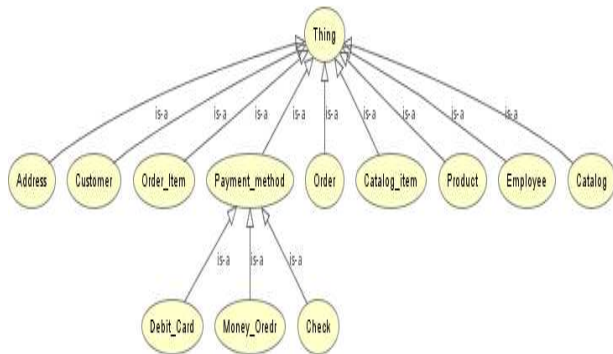 Thing
is-a is-a is-a is-a is-a is-a is-a is-a
Address Customer Order_Item Payment_method Order Catalog_item Product Employee Catalog
is-a is-a is-a
Debit_Card Money_Oredr Check